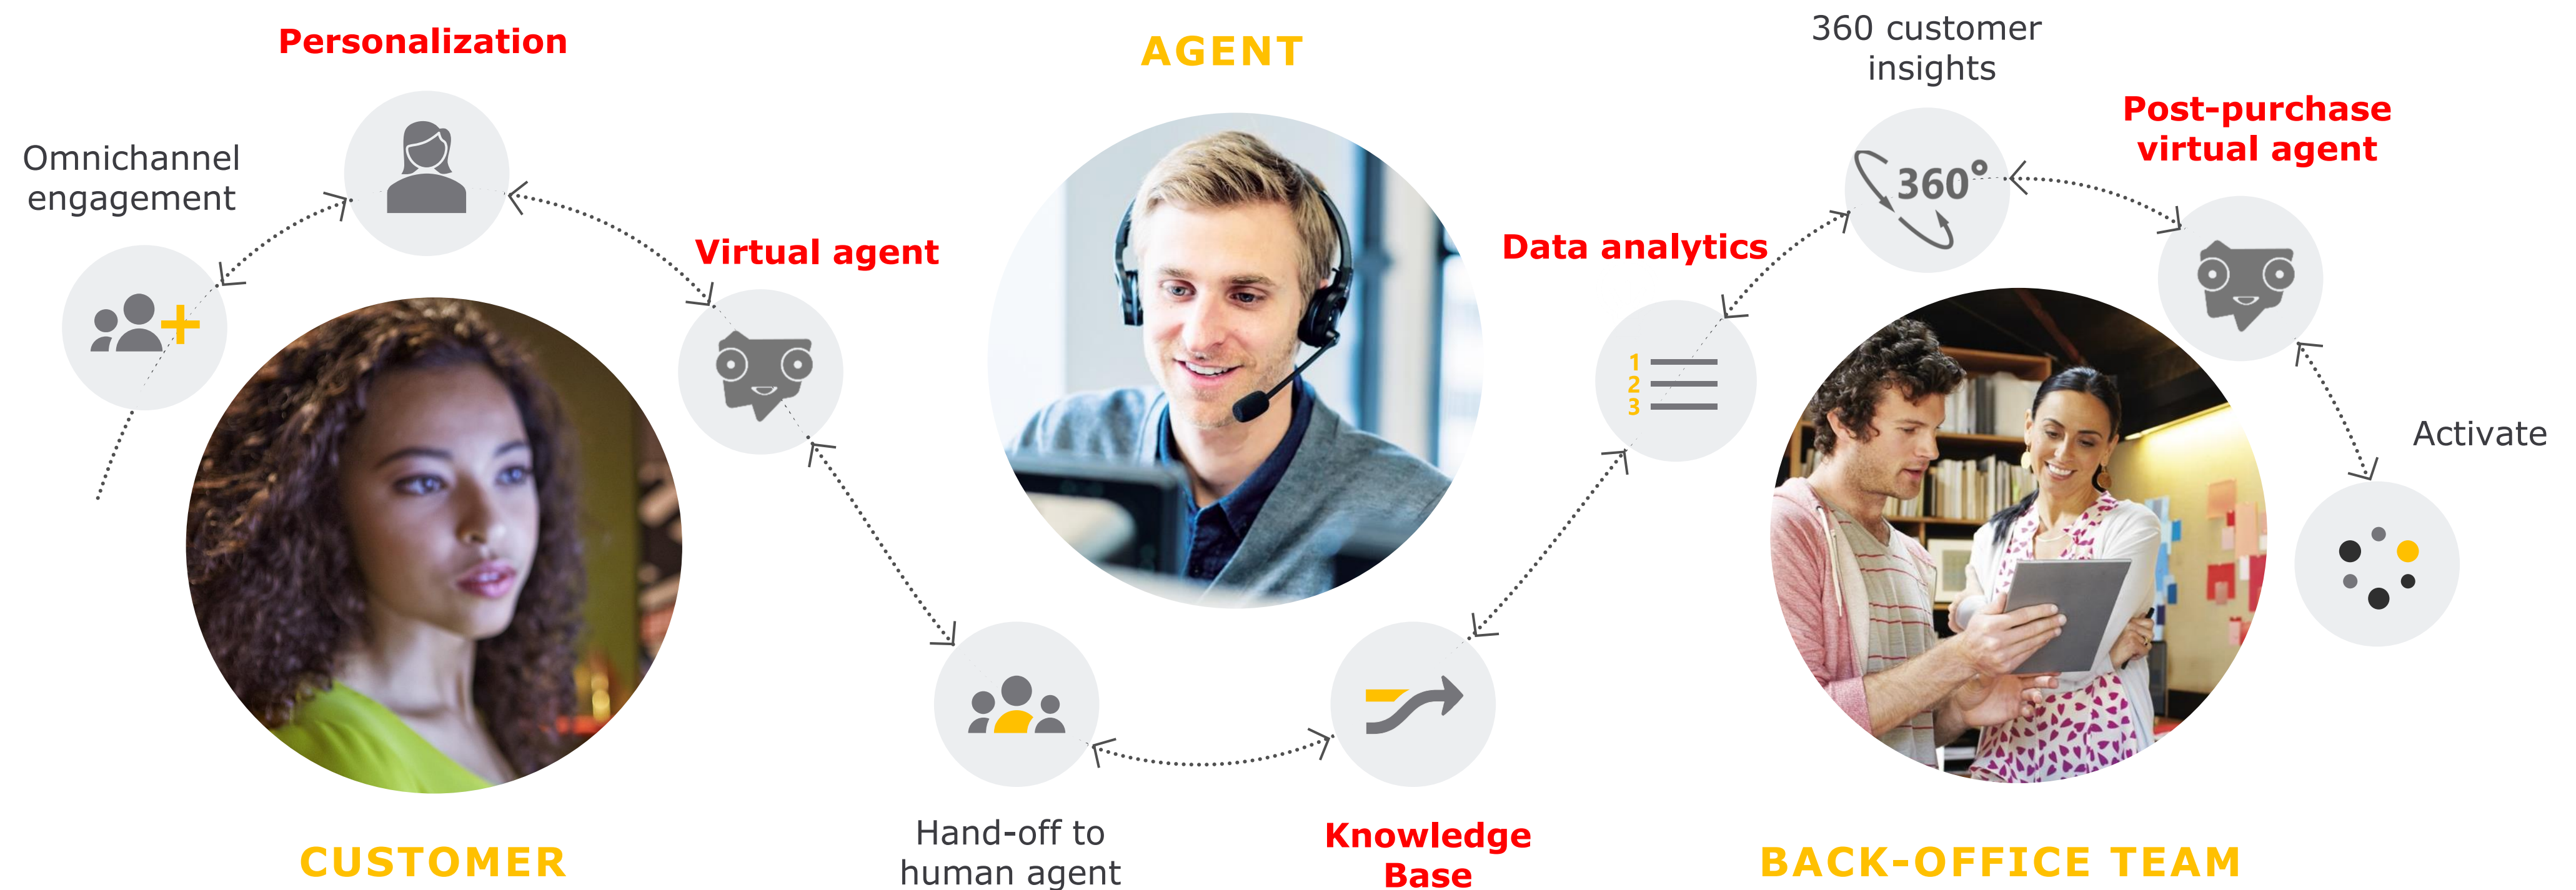 Personalization
Omnichannel
engagement
Virtual agent
CUSTOMER
AGENT
Hand-off to
human agent
Knowledge
Base
Data analytics
1
2
3
360 customer
insights
360°
Post-purchase
virtual agent
Activate
BACK-OFFICE TEAM